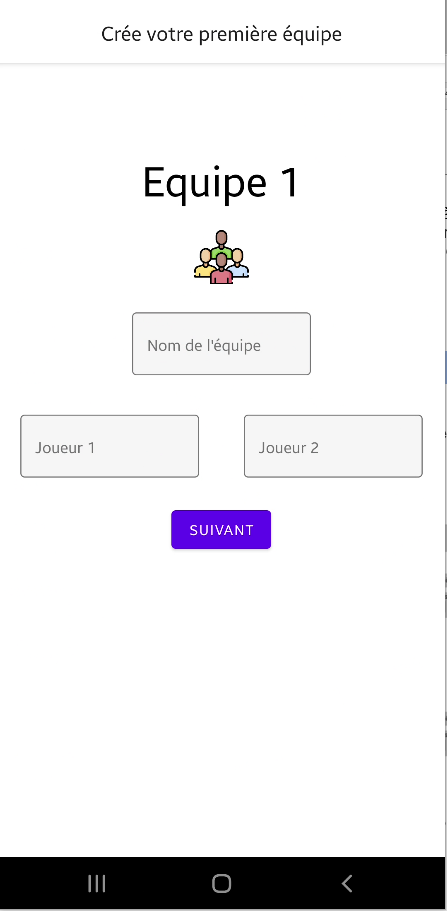 Crée votre première équipe
Equipe 1
Nom de l'équipe
Joueur 1
Joueur 2
SUIVANT